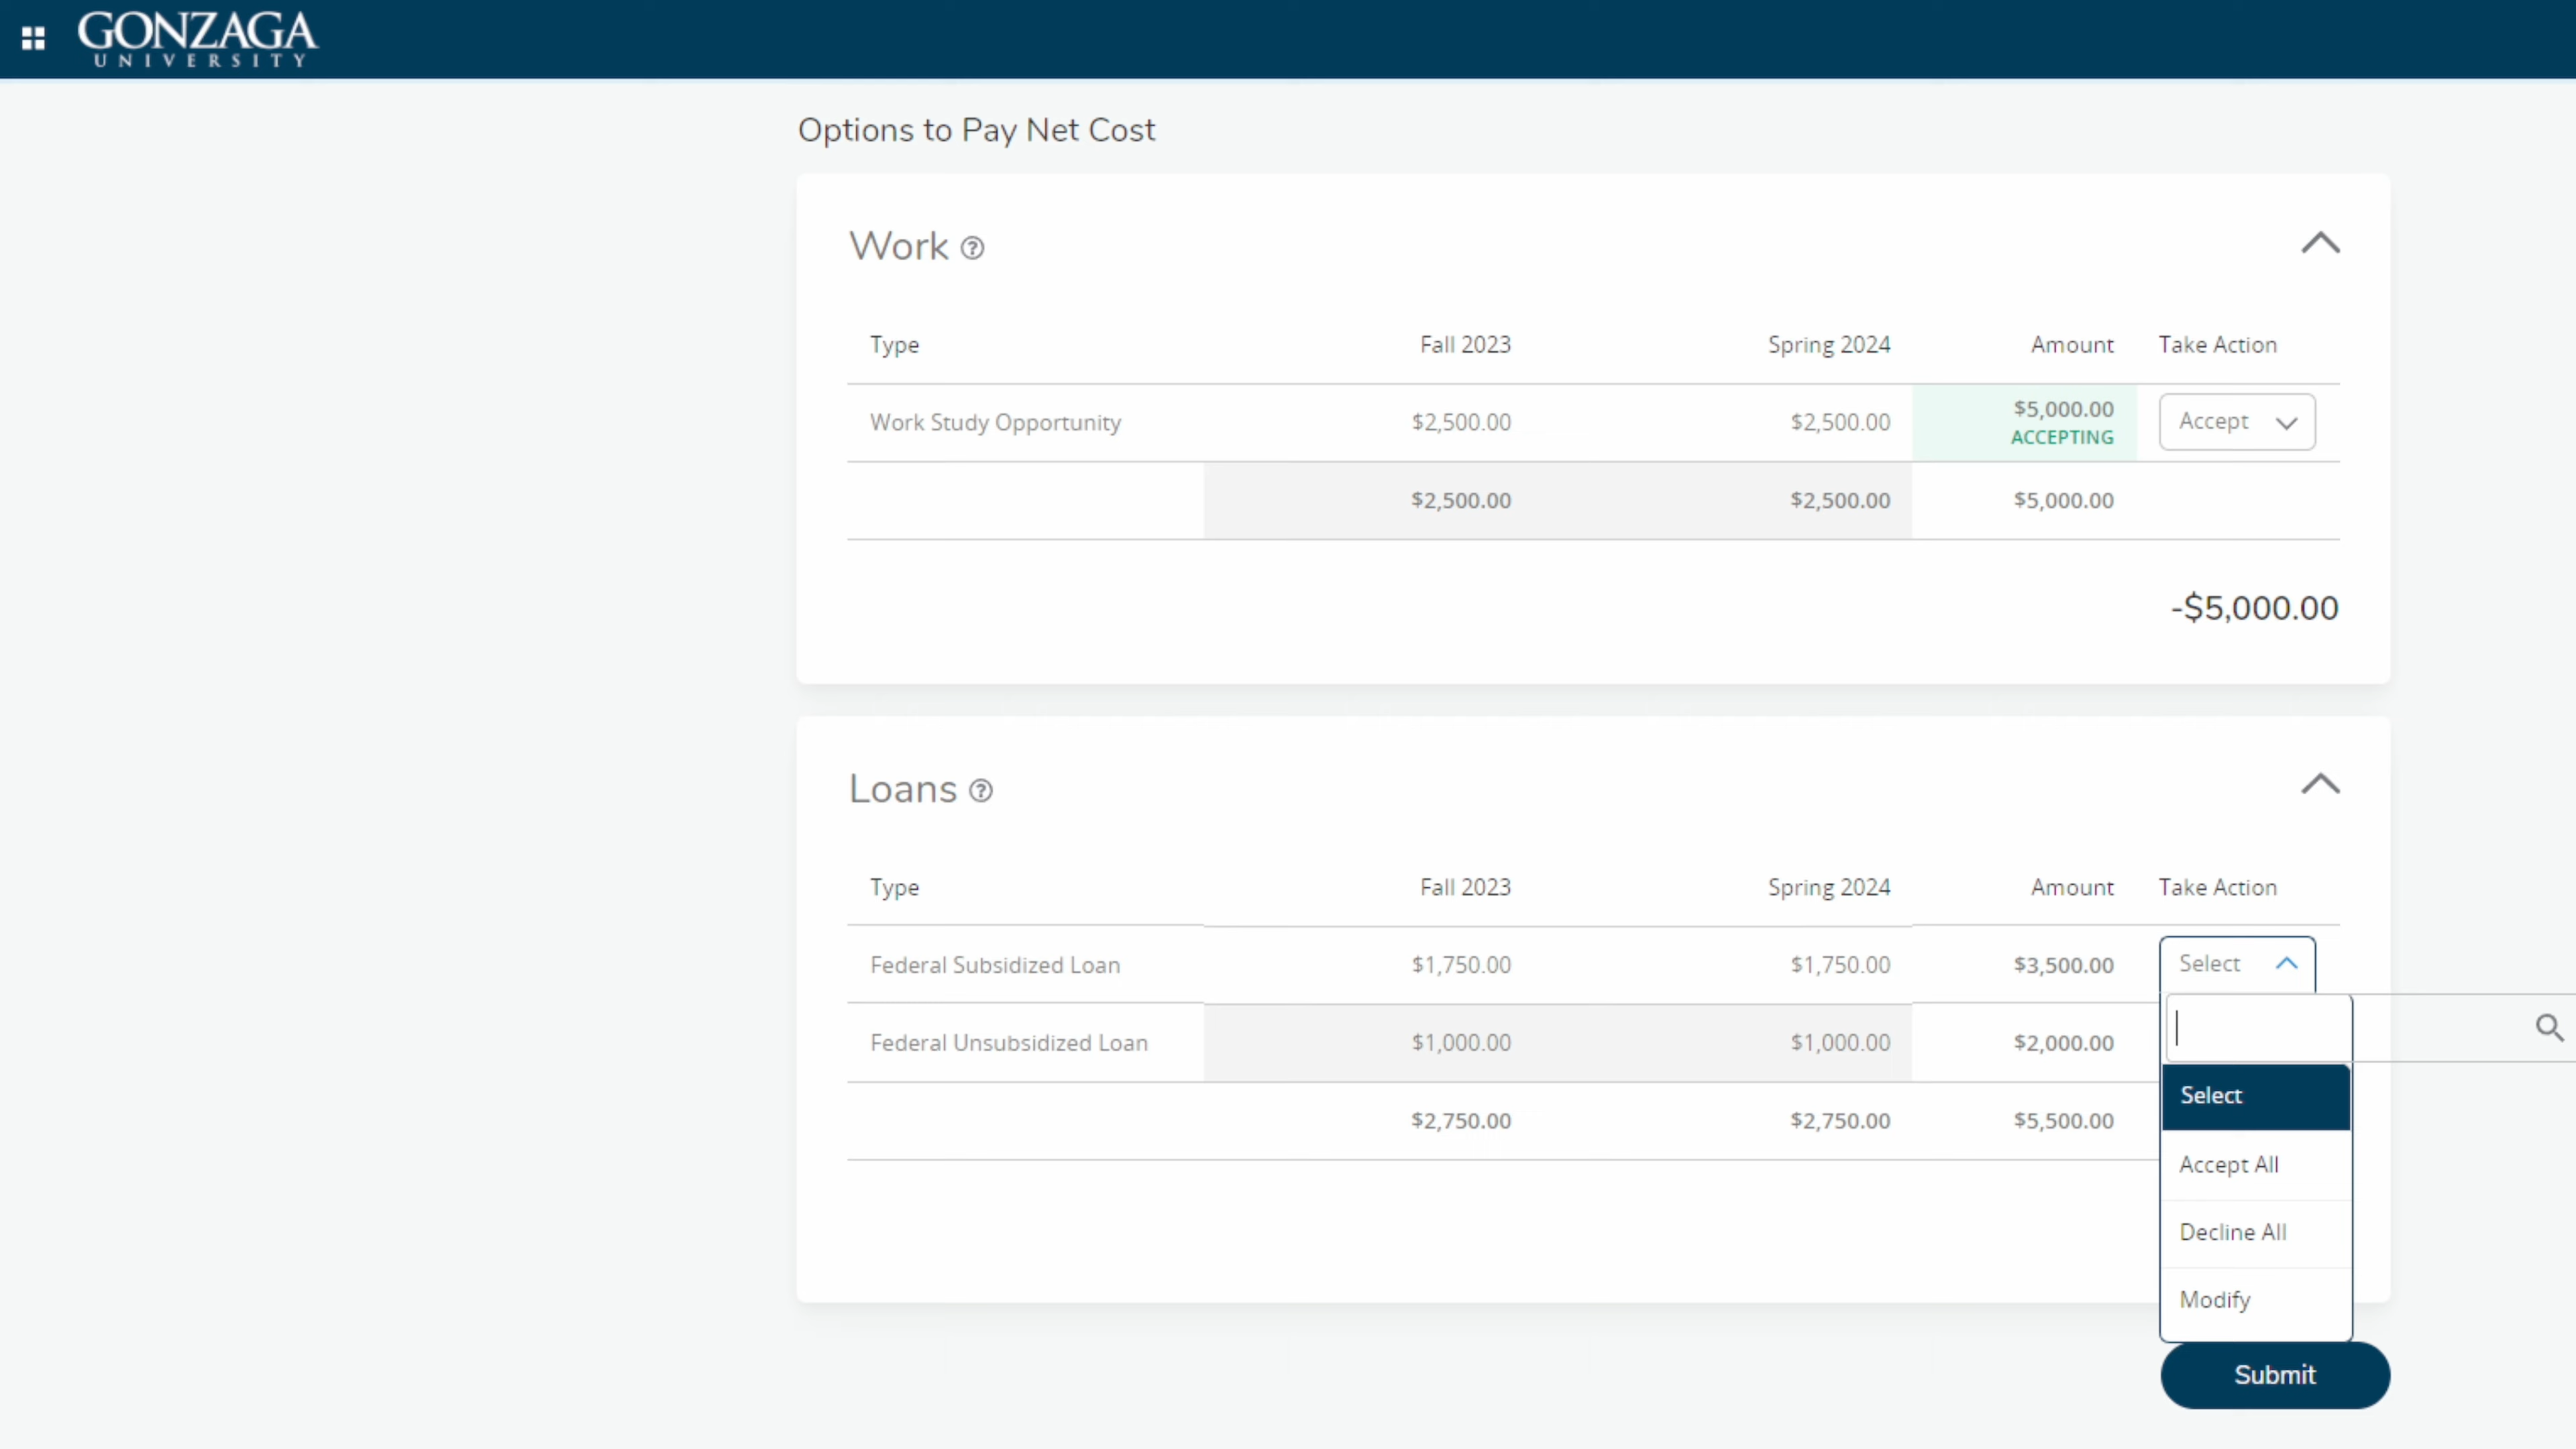 GONZAGA
UNIVERSITY
Options to Pay Net Cost
Work
Type Fall 2023 Spring 2024 Amount Take Action
Work Study Opportunity $2,500.00 $2,500.00 $5,000.00 Accept
ACCEPTING
$2,500.00 $2,500.00 $5,000.00
-$5,000.00
Loans
Type Fall 2023 Spring 2024 Amount Take Action
Federal Subsidized Loan $1,750.00 $1,750.00 $3,500.00 Select
Federal Unsubsidized Loan $1,000.00 $1,000.00 $2,000.00
Select
$2,750.00 $2,750.00 $5,500.00
Accept All
Decline All
Modify
Submit